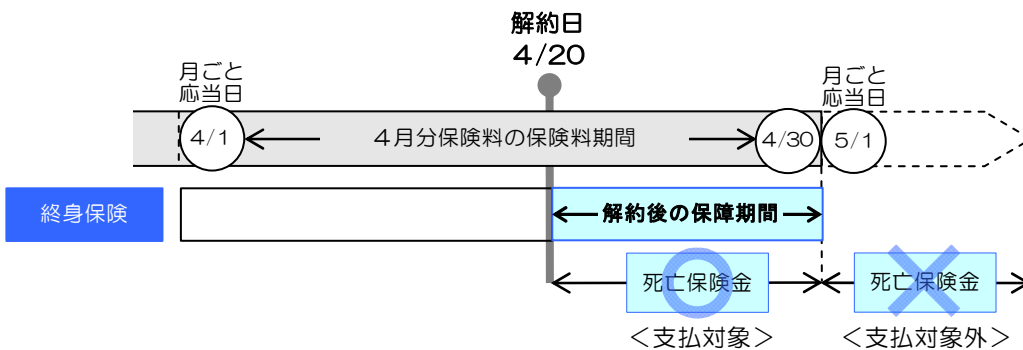 解約日
4/20
月ごと
応当日
月ごと
応当日
4/1
4月分保険料の保険料期間
4/30
5/1
終身保険
解約後の保障期間
死亡保険金
死亡保険金
＜支払対象＞
＜支払対象外＞